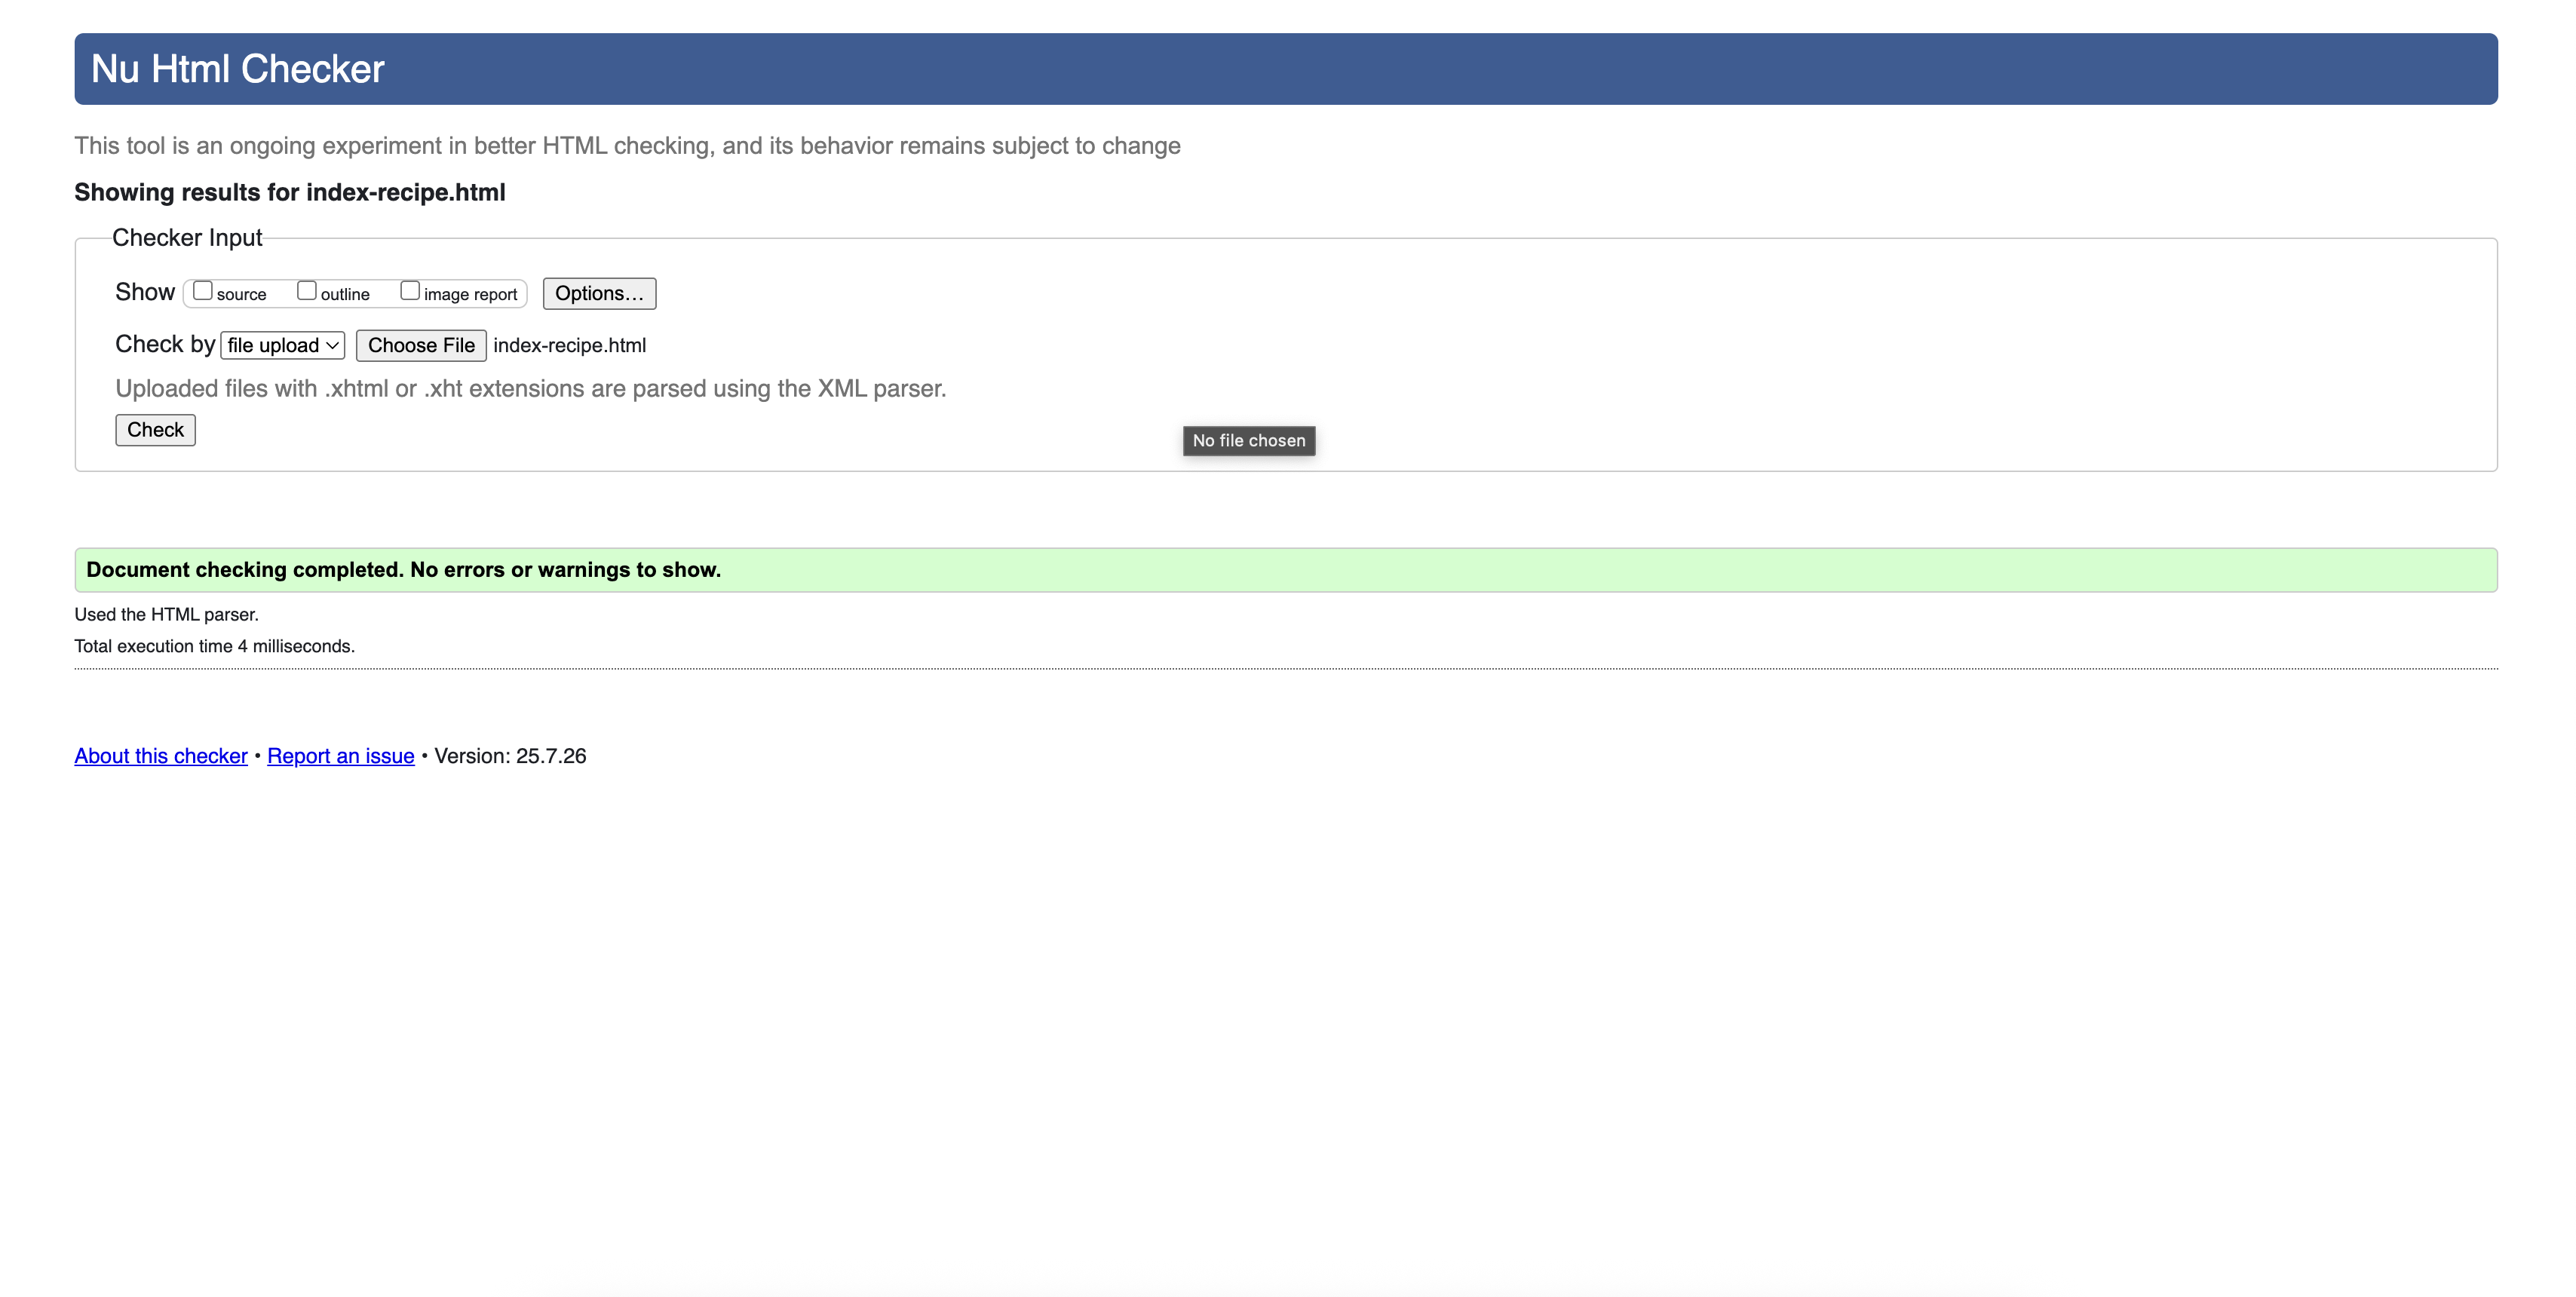 Nu Html Checker
This tool is an ongoing experiment in better HTML checking, and its behavior remains subject to change
Showing results for index-recipe.html
Checker Input
Show source outline image report Options…
Check by file upload Choose File index-recipe.html
Uploaded files with .xhtml or .xht extensions are parsed using the XML parser.
Check
No file chosen
Document checking completed. No errors or warnings to show.
Used the HTML parser.
Total execution time 4 milliseconds.
About this checker • Report an issue • Version: 25.7.26